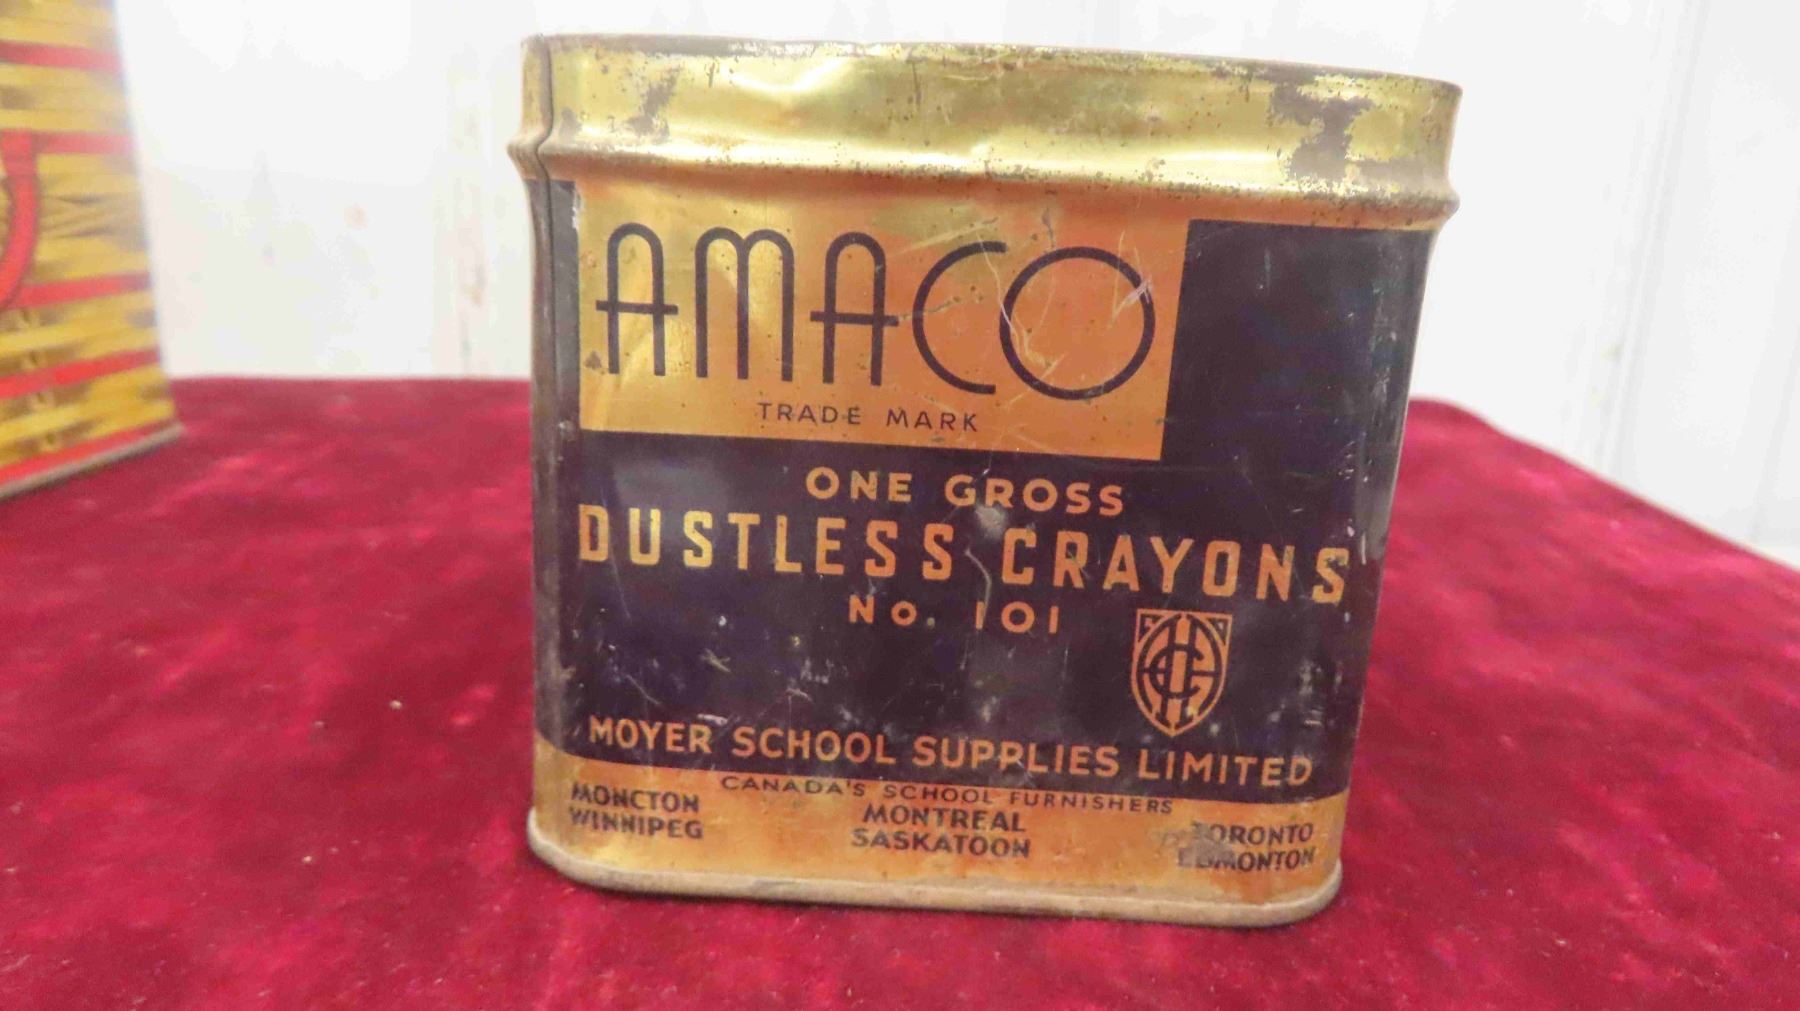 AMACO
TRADE MARK
ONE GROSS
DUSTLESS CRAYONS
No. 101
MOYER SCHOOL SUPPLIES LIMITED
CANADA'S SCHOOL FURNISHERS
MONCTON MONTREAL TORONTO
WINNIPEG SASKATOON EDMONTON